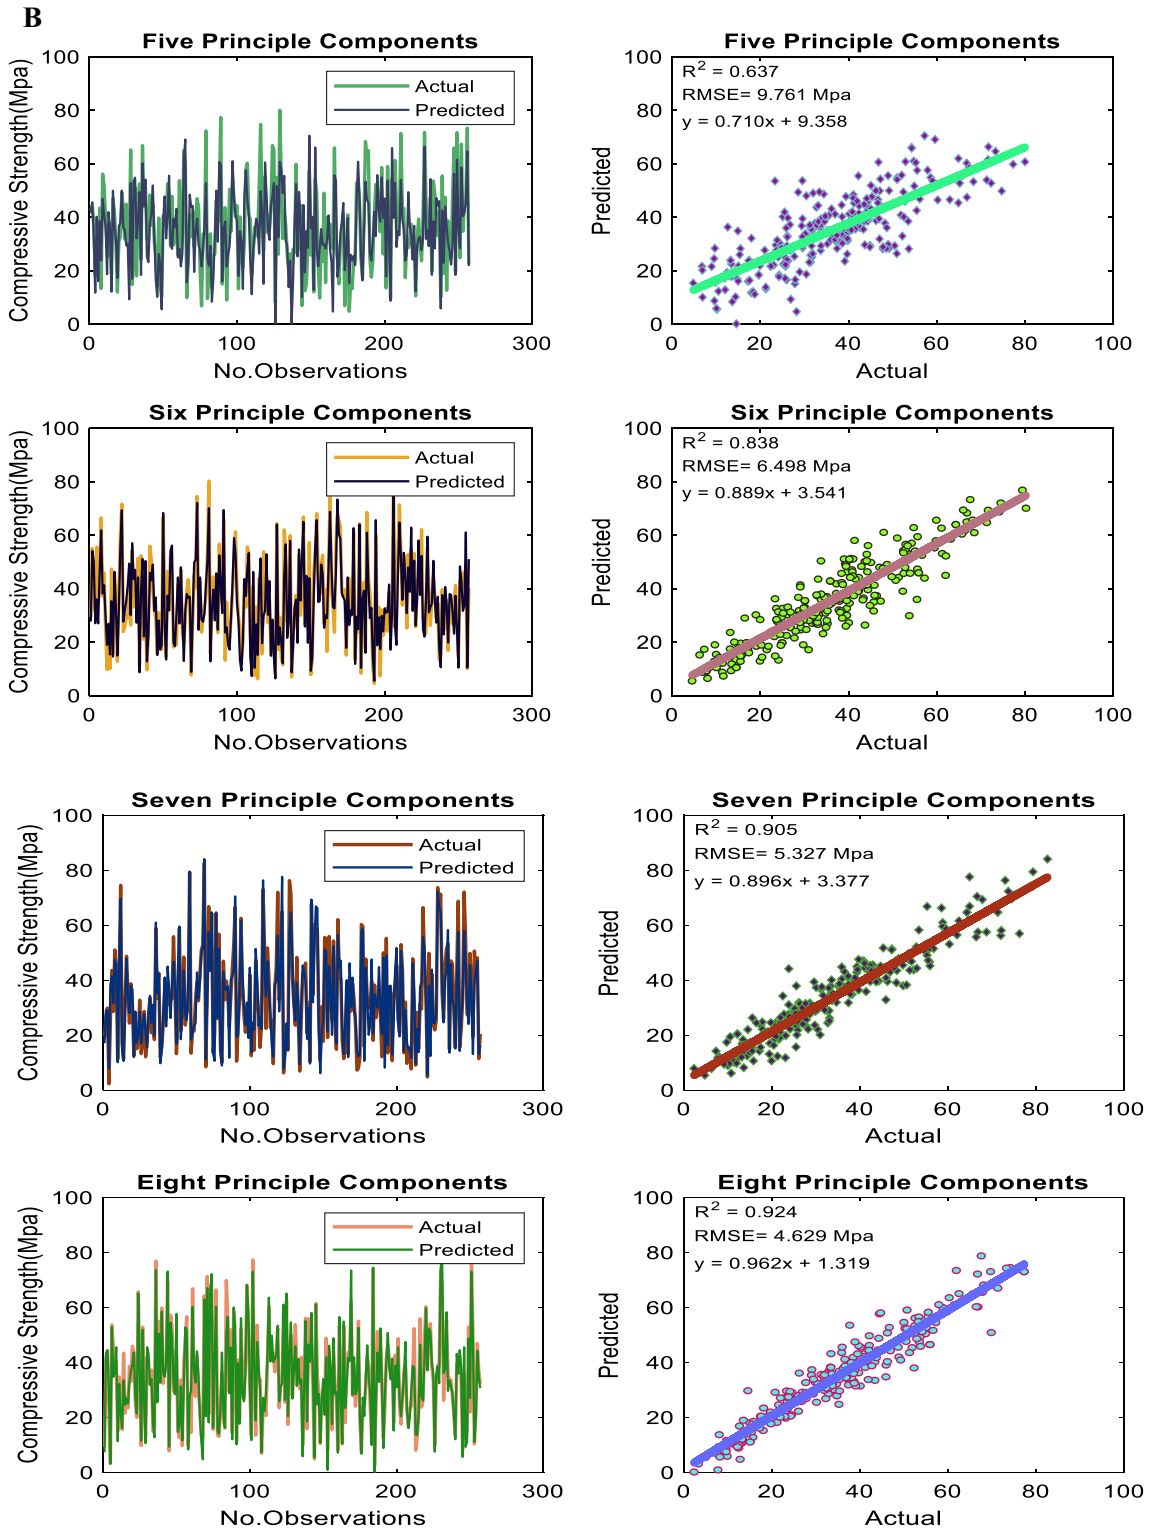 B
Five Principle Components
Compressive Strength(Mpa)
100
80
60
40
20
0
Actual
Predicted
0 100 200 300
No.Observations
Five Principle Components
Predicted
100
80
60
40
20
0
R² = 0.637
RMSE= 9.761 Mpa
y = 0.710x + 9.358
0 20 40 60 80 100
Actual
Six Principle Components
Compressive Strength(Mpa)
100
80
60
40
20
0
Actual
Predicted
0 100 200 300
No.Observations
Six Principle Components
Predicted
100
80
60
40
20
0
R² = 0.838
RMSE= 6.498 Mpa
y = 0.889x + 3.541
0 20 40 60 80 100
Actual
Seven Principle Components
Compressive Strength(Mpa)
100
80
60
40
20
0
Actual
Predicted
0 100 200 300
No.Observations
Seven Principle Components
Predicted
100
80
60
40
20
0
R² = 0.905
RMSE= 5.327 Mpa
y = 0.896x + 3.377
0 20 40 60 80 100
Actual
Eight Principle Components
Compressive Strength(Mpa)
100
80
60
40
20
0
Actual
Predicted
0 100 200 300
No.Observations
Eight Principle Components
Predicted
100
80
60
40
20
0
R² = 0.924
RMSE= 4.629 Mpa
y = 0.962x + 1.319
0 20 40 60 80 100
Actual